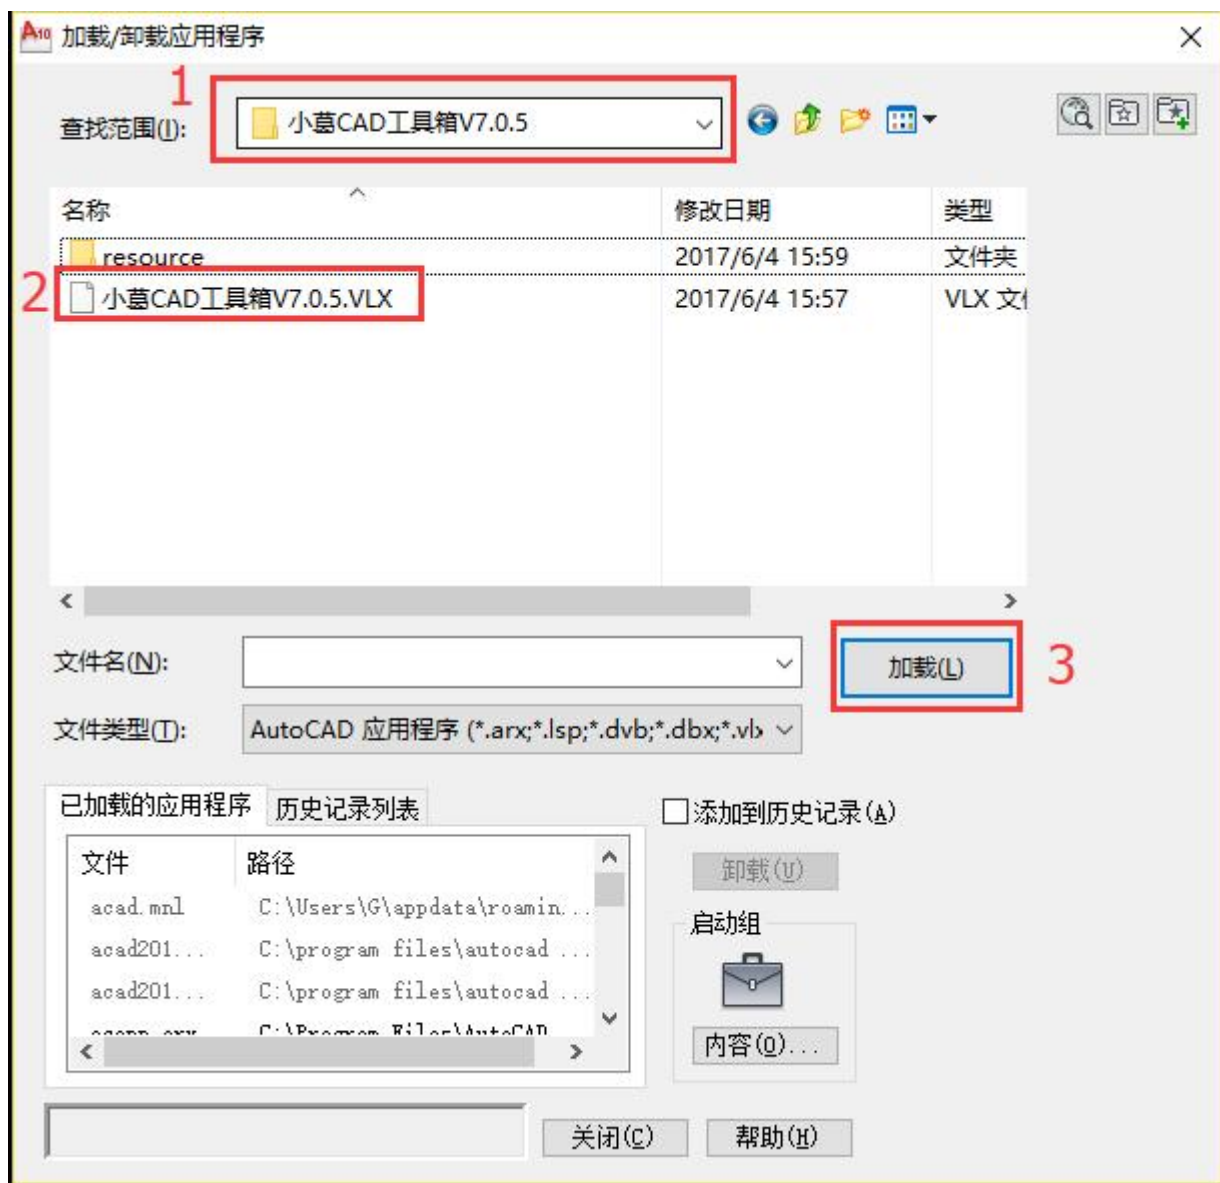 A10 加载/卸载应用程序
1
查找范围(I): 小葛CAD工具箱V7.0.5
名称 修改日期 类型
resource 2017/6/4 15:59 文件夹
2 小葛CAD工具箱V7.0.5.VLX 2017/6/4 15:57 VLX 文
文件名(N): 加载(L) 3
文件类型(T): AutoCAD 应用程序 (*.arx;*.lsp;*.dvb;*.dbx;*.vl
已加载的应用程序 历史记录列表 添加到历史记录(A)
文件 路径 卸载(U)
acad.mnl C:\Users\G\appdata\roamin...
启动组
acad201... C:\program files\autocad ...
acad201... C:\program files\autocad ...
C:\Program Files\AutoCAD
内容(O)...
关闭(C) 帮助(H)